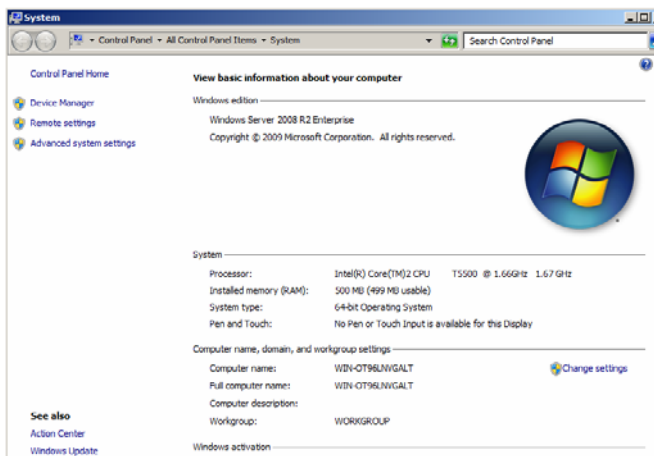 System
Control Panel ▾ All Control Panel Items ▾ System
Search Control Panel
Control Panel Home
Device Manager
Remote settings
Advanced system settings
View basic information about your computer
Windows edition
Windows Server 2008 R2 Enterprise
Copyright © 2009 Microsoft Corporation. All rights reserved.
System
Processor: Intel(R) Core(TM)2 CPU T5500 @ 1.66GHz 1.67 GHz
Installed memory (RAM): 500 MB (499 MB usable)
System type: 64-bit Operating System
Pen and Touch: No Pen or Touch Input is available for this Display
Computer name, domain, and workgroup settings
Computer name: WIN-OT96LNVGALT
Change settings
Full computer name: WIN-OT96LNVGALT
Computer description:
Workgroup: WORKGROUP
Windows activation
See also
Action Center
Windows Update